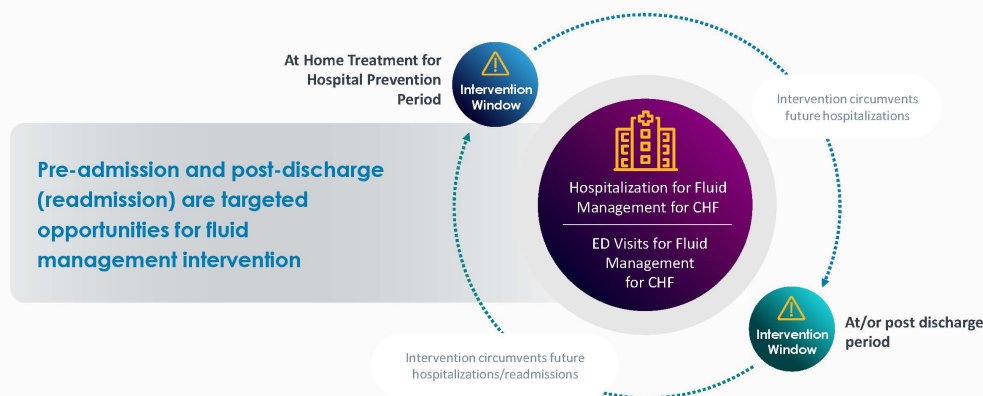 At Home Treatment for
Hospital Prevention
Period
Intervention
Window
Intervention circumvents
future hospitalizations
Pre-admission and post-discharge
(readmission) are targeted
opportunities for fluid
management intervention
Hospitalization for Fluid
Management for CHF
ED Visits for Fluid
Management
for CHF
Intervention
Window
At/or post discharge
period
Intervention circumvents future
hospitalizations/readmissions